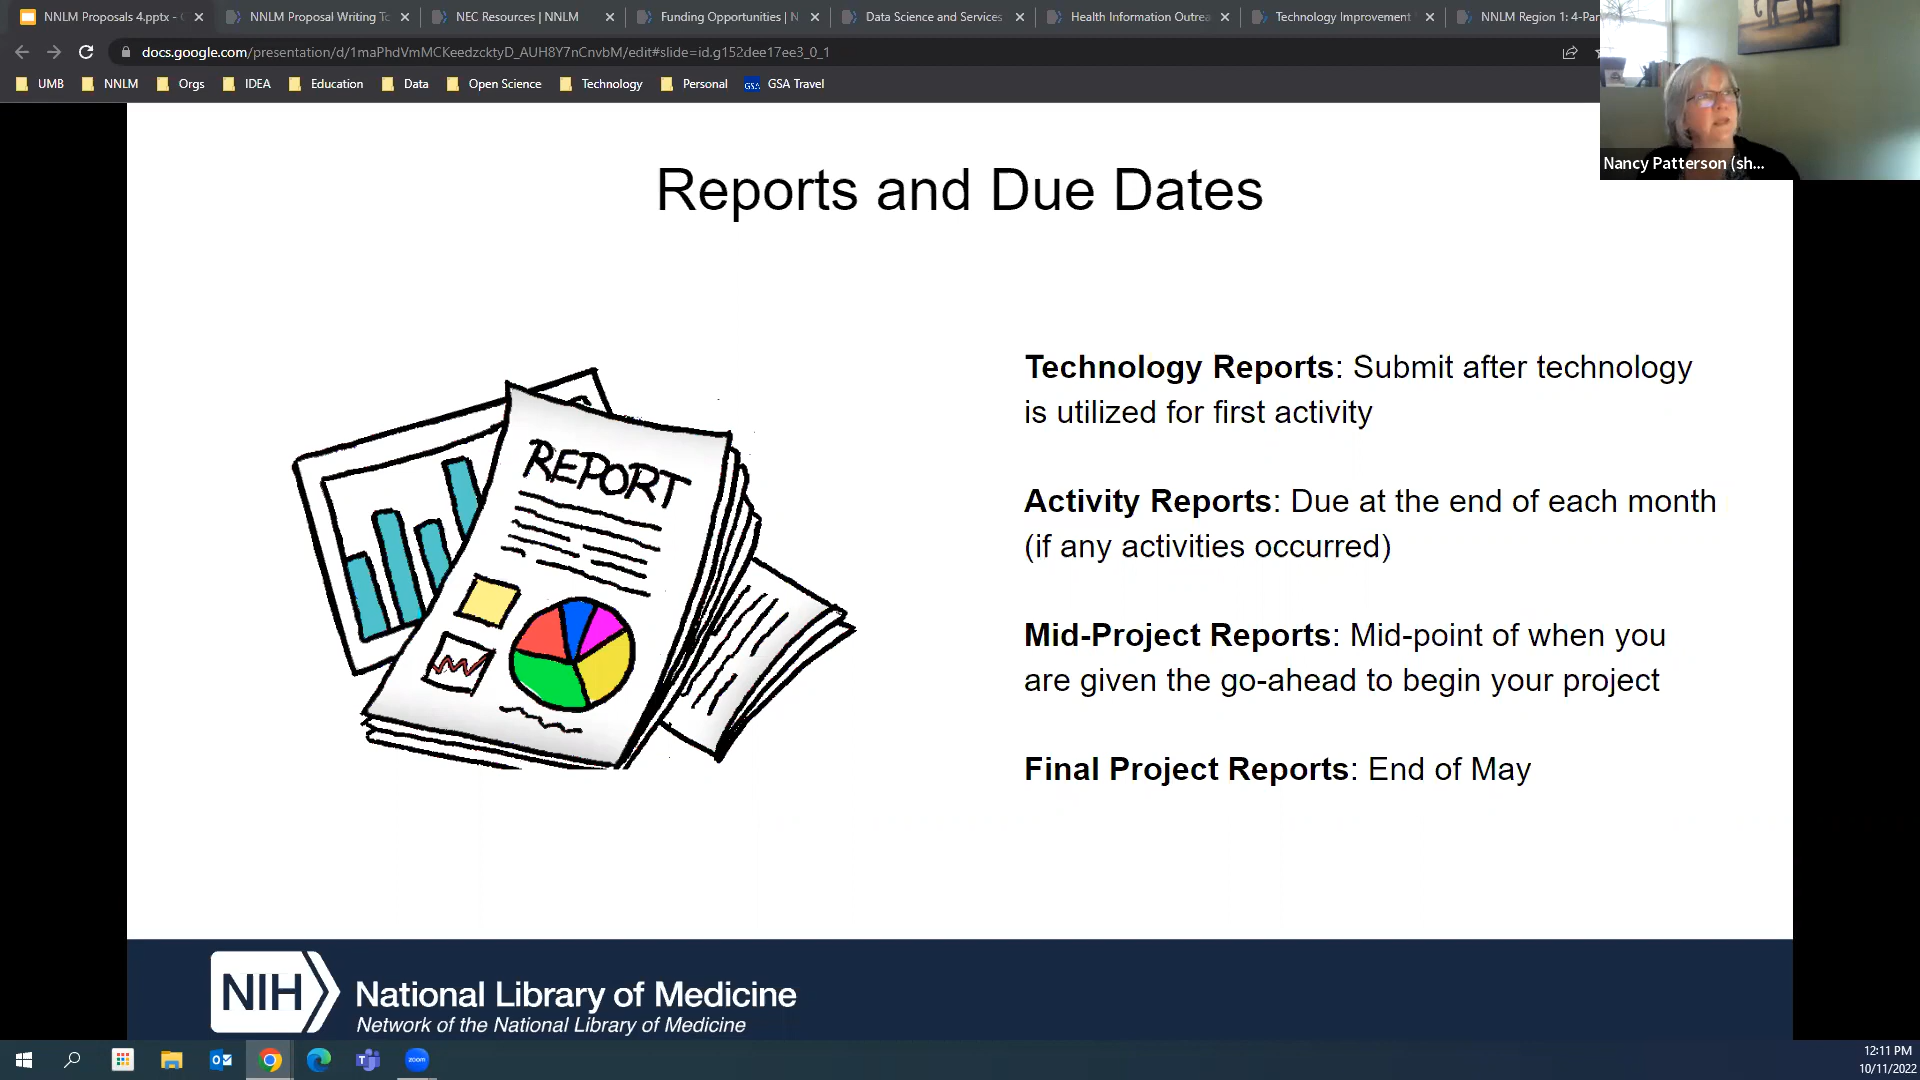 NNLM Proposals 4.pptx -
NNLM Proposal Writing To
NEC Resources | NNLM
Funding Opportunities | N
Data Science and Services
Health Information Outrea
Technology Improvement
NNLM Region 1: 4-Par
docs.google.com/presentation/d/1maPhdVmMCKeedzcktyD_AUH8Y7nCnvbM/edit#slide=id.g152dee17ee3_0_1
UMB
NNLM
Orgs
IDEA
Education
Data
Open Science
Technology
Personal
GSA
GSA Travel
Nancy Patterson (sh...
Reports and Due Dates
REPORT
Technology Reports: Submit after technology
is utilized for first activity
Activity Reports: Due at the end of each month
(if any activities occurred)
Mid-Project Reports: Mid-point of when you
are given the go-ahead to begin your project
Final Project Reports: End of May
NIH
National Library of Medicine
Network of the National Library of Medicine
zoom
12:11 PM
10/11/2022